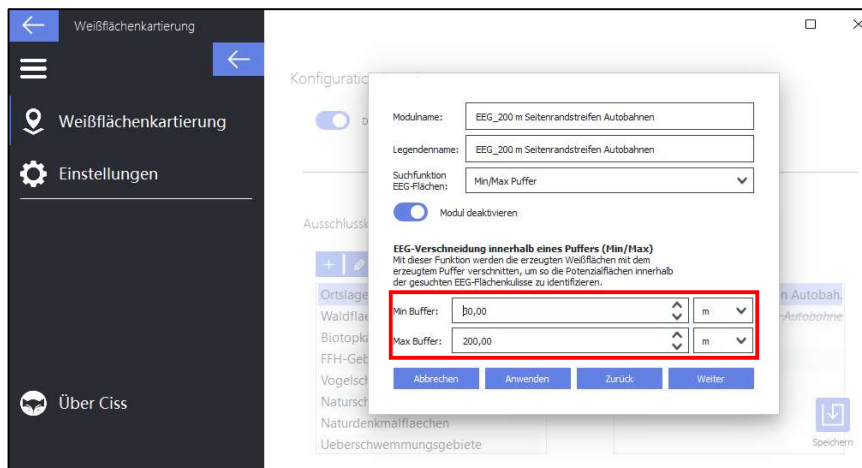 Weißflächenkartierung
Weißflächenkartierung
Einstellungen
Über Ciss
Ausschlussk
Ortslage
Waldflae
Biotopka
FFH-Geb
Vogelsch
Natursch
Naturdenkmalflaechen
Ueberschwemmungsgebiete
Modulname: EEG_200 m Seitenrandstreifen Autobahnen
Legendenname: EEG_200 m Seitenrandstreifen Autobahnen
Suchfunktion
EEG-Flächen: Min/Max Puffer
Modul deaktivieren
EEG-Verschneidung innerhalb eines Puffers (Min/Max)
Mit dieser Funktion werden die erzeugten Weißflächen mit dem
erzeugtem Puffer verschnitten, um so die Potenzialflächen innerhalb
der gesuchten EEG-Flächenkulisse zu identifizieren.
Min Buffer: 30,00 m
Max Buffer: 200,00 m
Abbrechen Anwenden Zurück Weiter
n Autobah.
Autobahne
Speichern